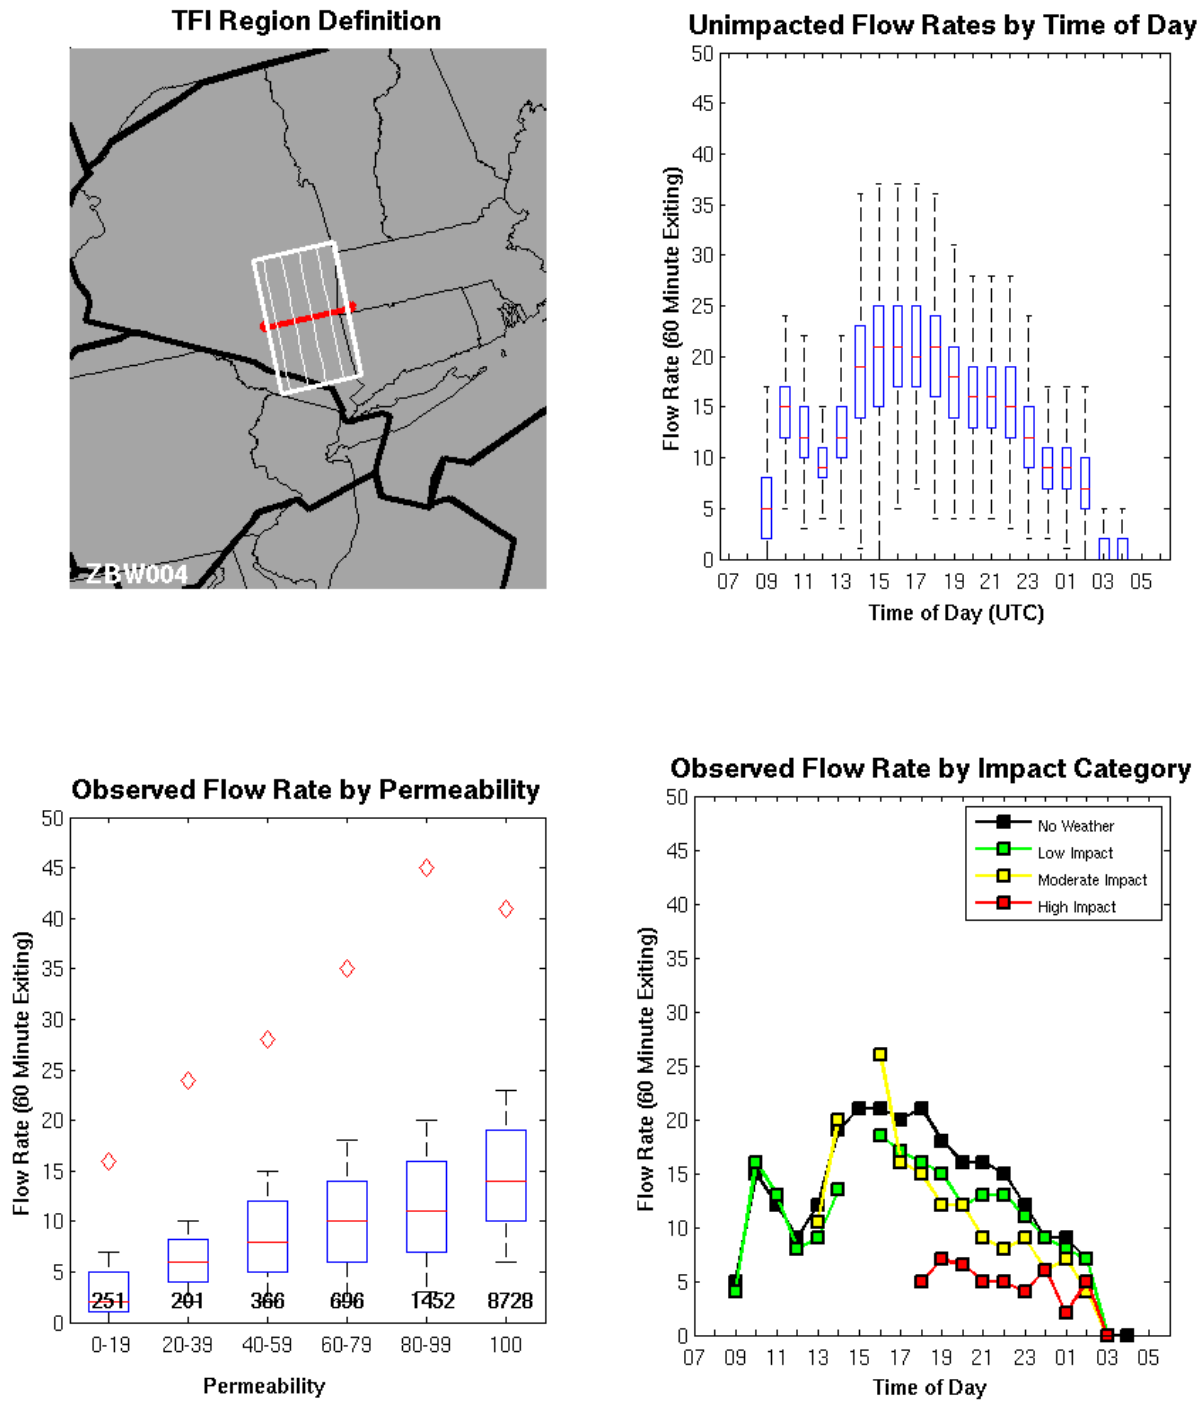 TFI Region Definition
ZBW004
Unimpacted Flow Rates by Time of Day
50
45
40
35
30
25
20
15
10
5
0
Flow Rate (60 Minute Exiting)
07 09 11 13 15 17 19 21 23 01 03 05
Time of Day (UTC)
Observed Flow Rate by Permeability
50
45
40
35
30
25
20
15
10
5
0
Flow Rate (60 Minute Exiting)
251 201 366 696 1452 8728
0-19 20-39 40-59 60-79 80-99 100
Permeability
Observed Flow Rate by Impact Category
50
45
40
35
30
25
20
15
10
5
0
Flow Rate (60 Minute Exiting)
No Weather
Low Impact
Moderate Impact
High Impact
07 09 11 13 15 17 19 21 23 01 03 05
Time of Day